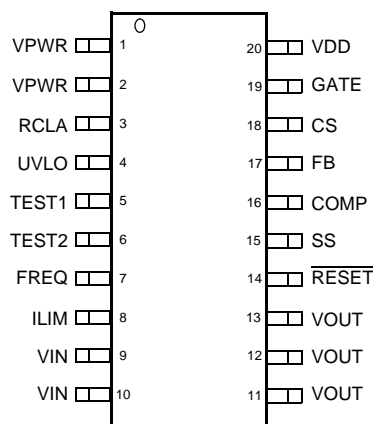 VPWR 1 20 VDD
VPWR 2 19 GATE
RCLA 3 18 CS
UVLO 4 17 FB
TEST1 5 16 COMP
TEST2 6 15 SS
FREQ 7 14 RESET
ILIM 8 13 VOUT
VIN 9 12 VOUT
VIN 10 11 VOUT